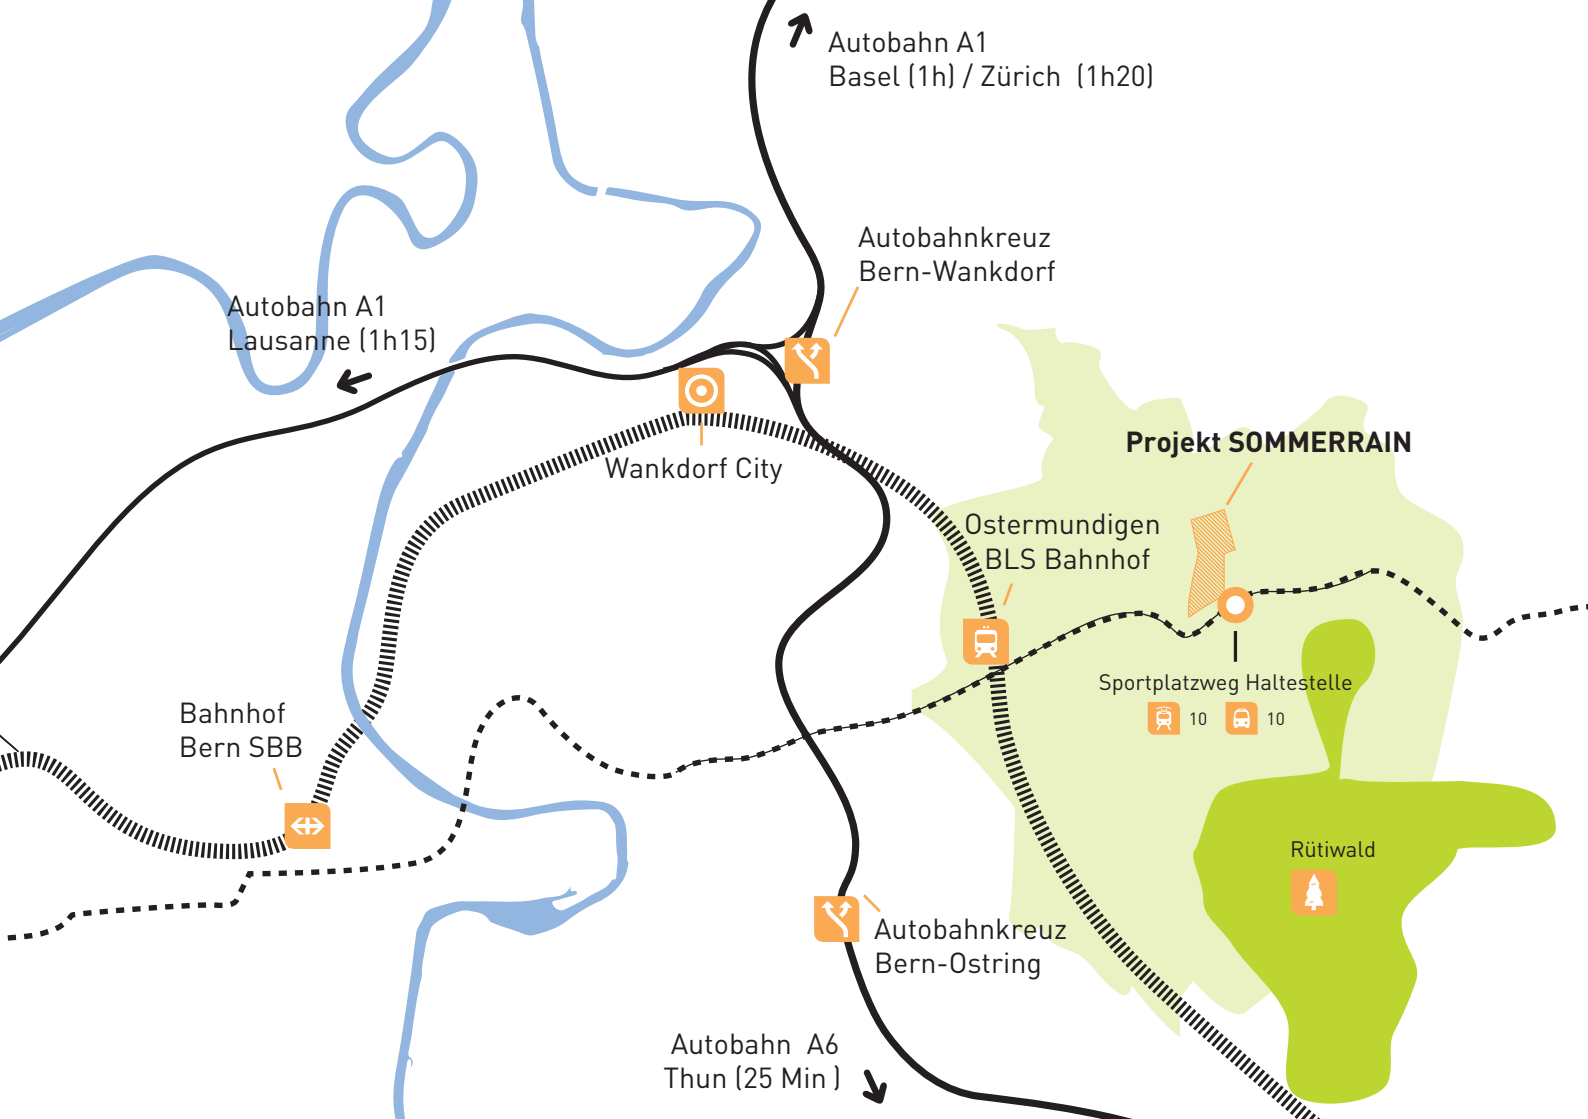 Autobahn A1
Basel (1h) / Zürich (1h20)
Autobahnkreuz
Bern-Wankdorf
Autobahn A1
Lausanne (1h15)
Projekt SOMMERRAIN
Wankdorf City
Ostermundigen
BLS Bahnhof
Sportplatzweg Haltestelle
10 10
Bahnhof
Bern SBB
Rütiwald
Autobahnkreuz
Bern-Ostring
Autobahn A6
Thun (25 Min )